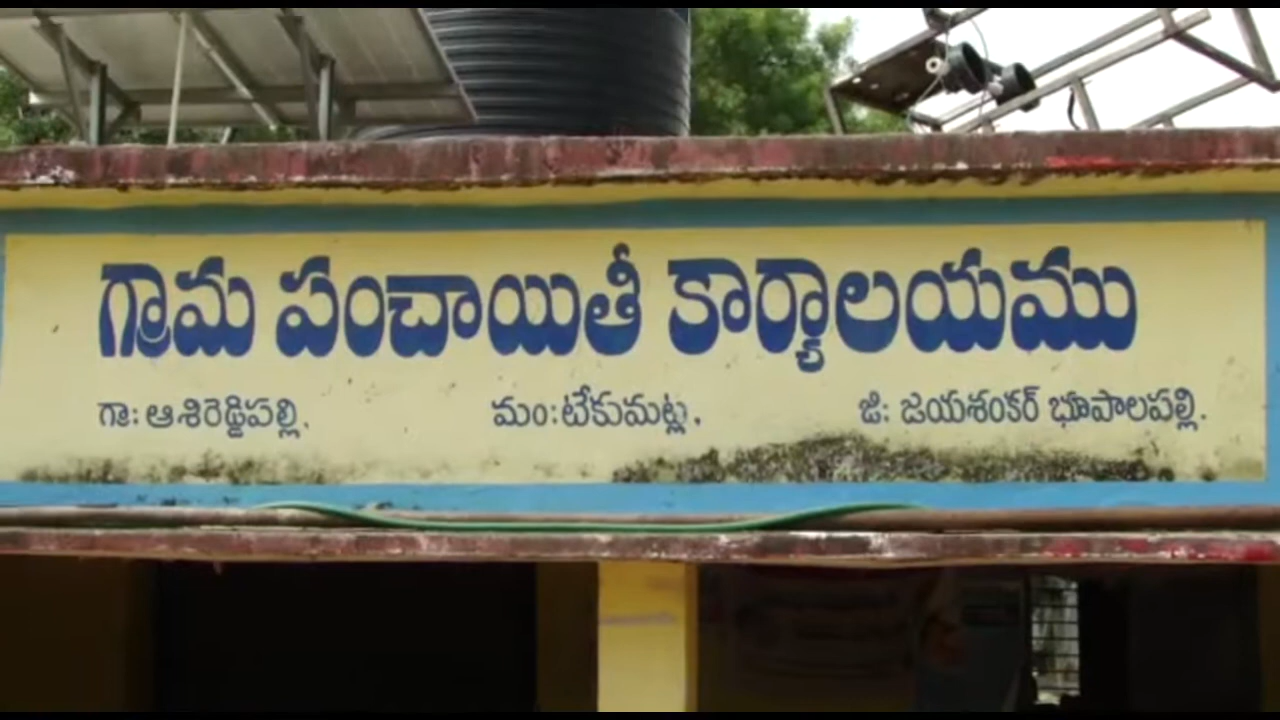 గ్రామ పంచాయితీ కార్యాలయము
గ్రా: ఆశిరెడ్డిపల్లి, మం:టేకుమట్ల, జి: జయశంకర్ భూపాలపల్లి.